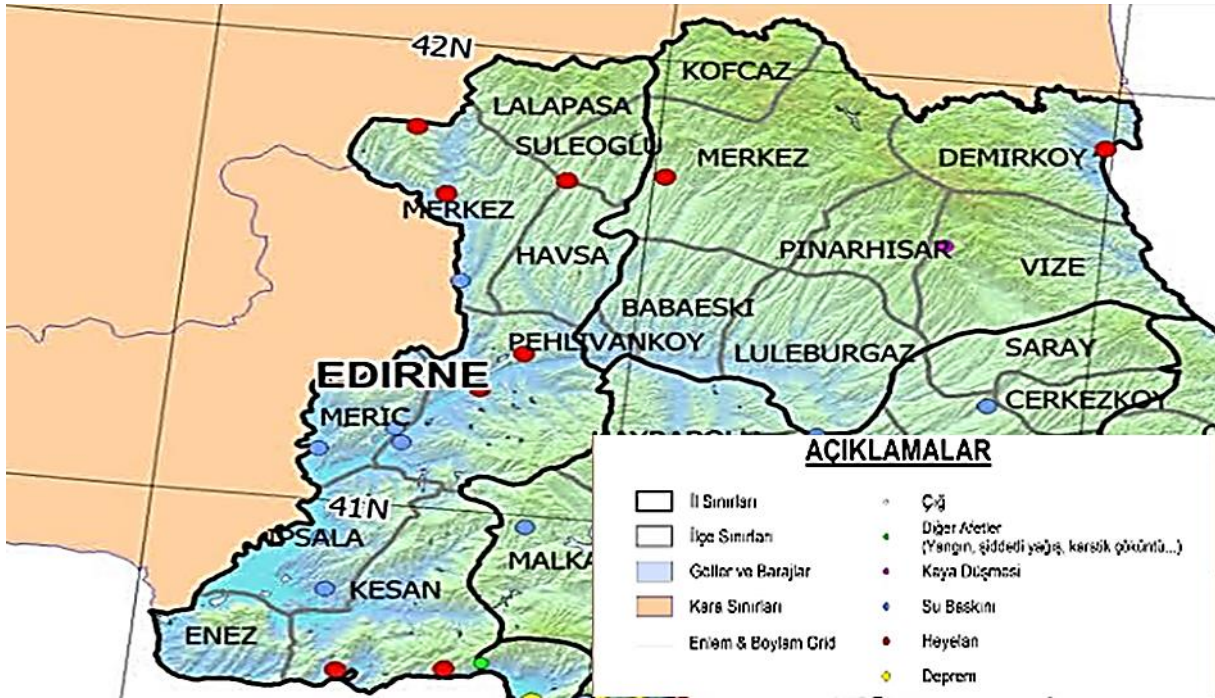 42N
KOFCAZ
LALAPASA
SULEOGLU
MERKEZ
DEMIRKOY
MERKEZ
HAVSA
PINARHISAR
VIZE
BABAESKI
PEHLIVANKOY
LULEBURGAZ
SARAY
EDIRNE
CERKEZKOY
MERIC
41N
IPSALA
MALKA
KESAN
ENEZ
AÇIKLAMALAR
İl Sınırları
İlçe Sınırları
Göller ve Barajlar
Kara Sınırları
Enlem & Boylam Grid
Çığ
Diğer Afetler
(Yangın, şiddetli yağış, karstik çöküntü...)
Kaya Düşmesi
Su Baskını
Heyelan
Deprem